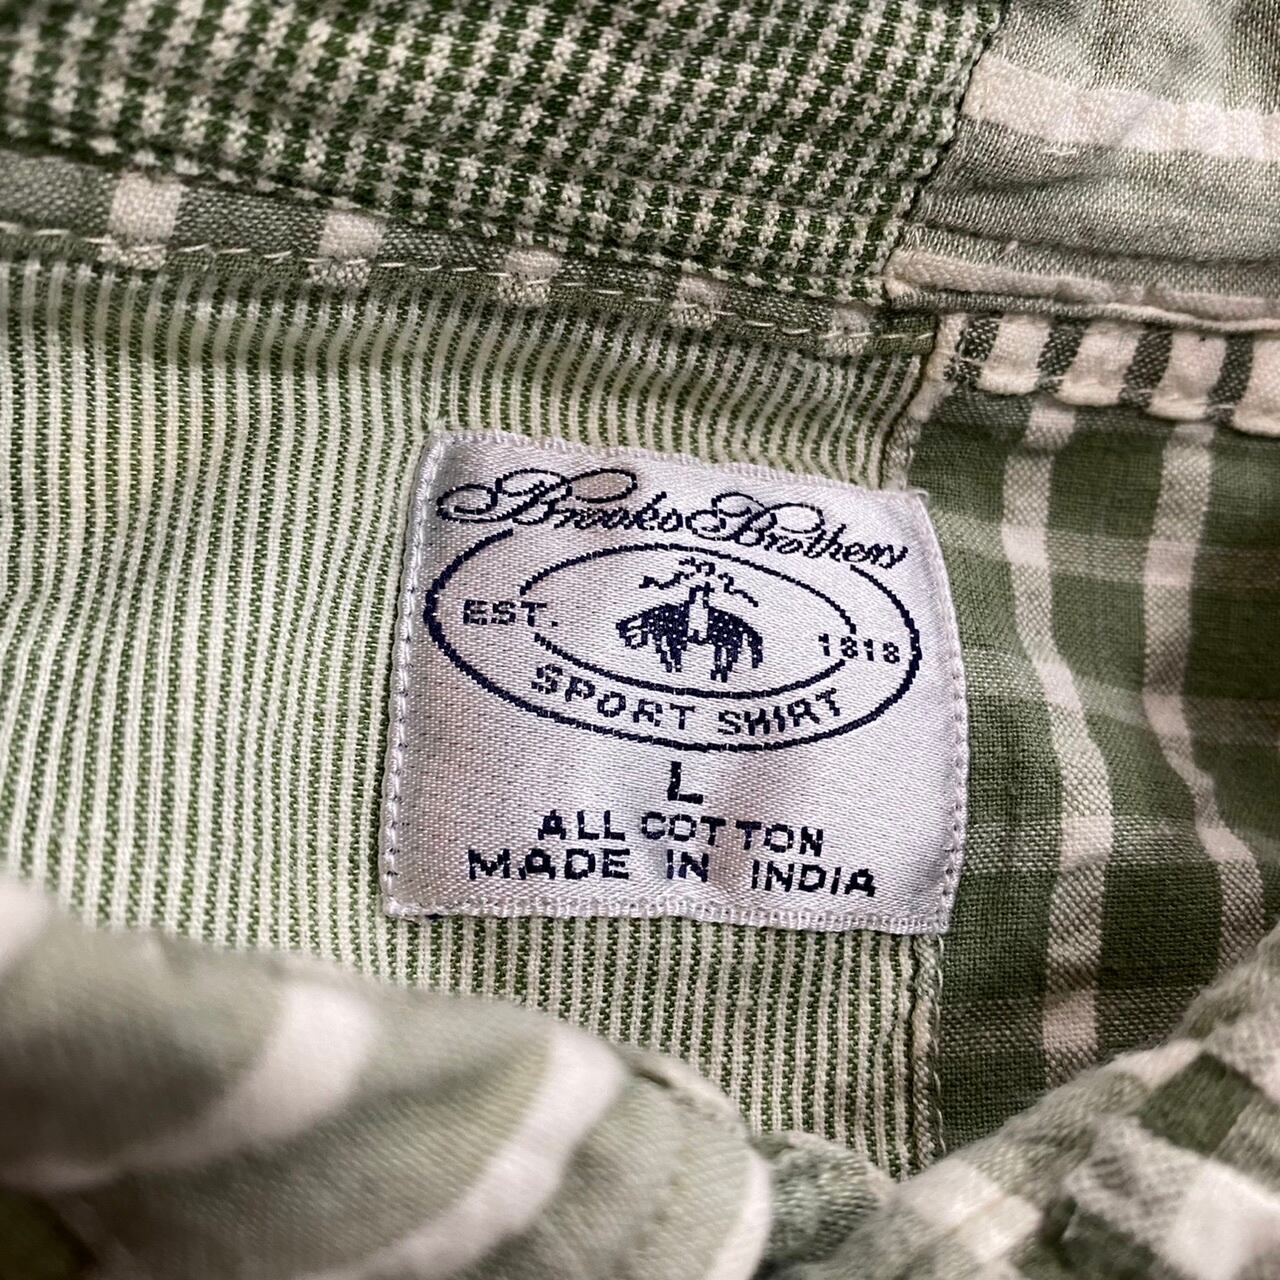 Brooks Brothers
EST. 1818
SPORT SHIRT
L
ALL COTTON
MADE IN INDIA